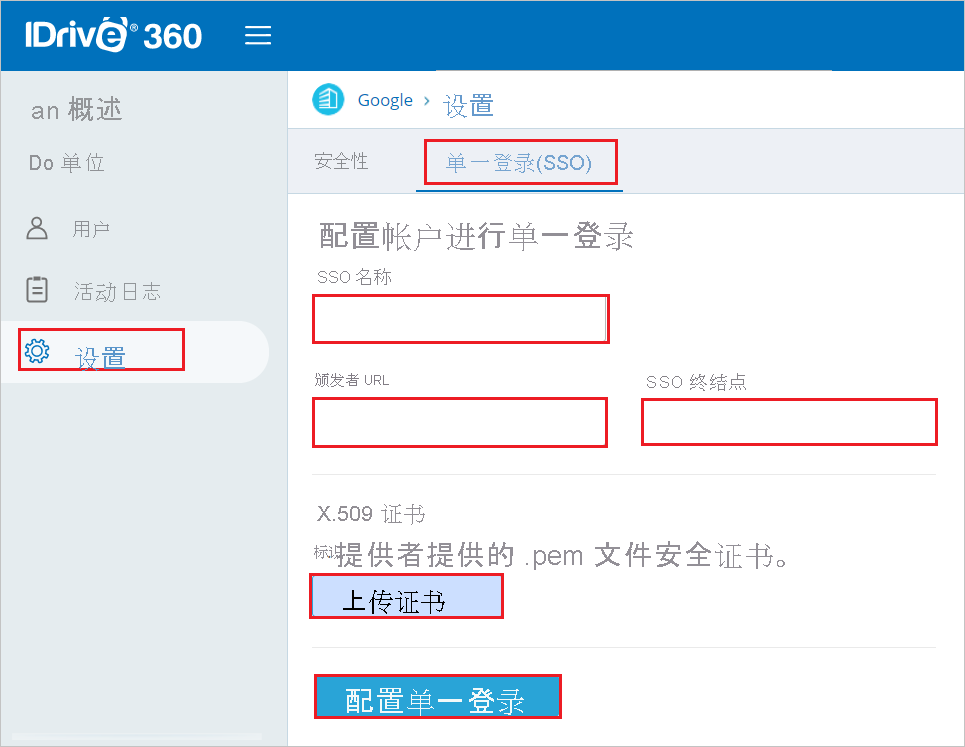 IDrivé® 360
an 概述
Do 单位
用户
活动日志
设置
Google › 设置
安全性
单一登录(SSO)
配置帐户进行单一登录
SSO 名称
颁发者 URL
SSO 终结点
X.509 证书
标识提供者提供的 .pem 文件安全证书。
上传证书
配置单一登录